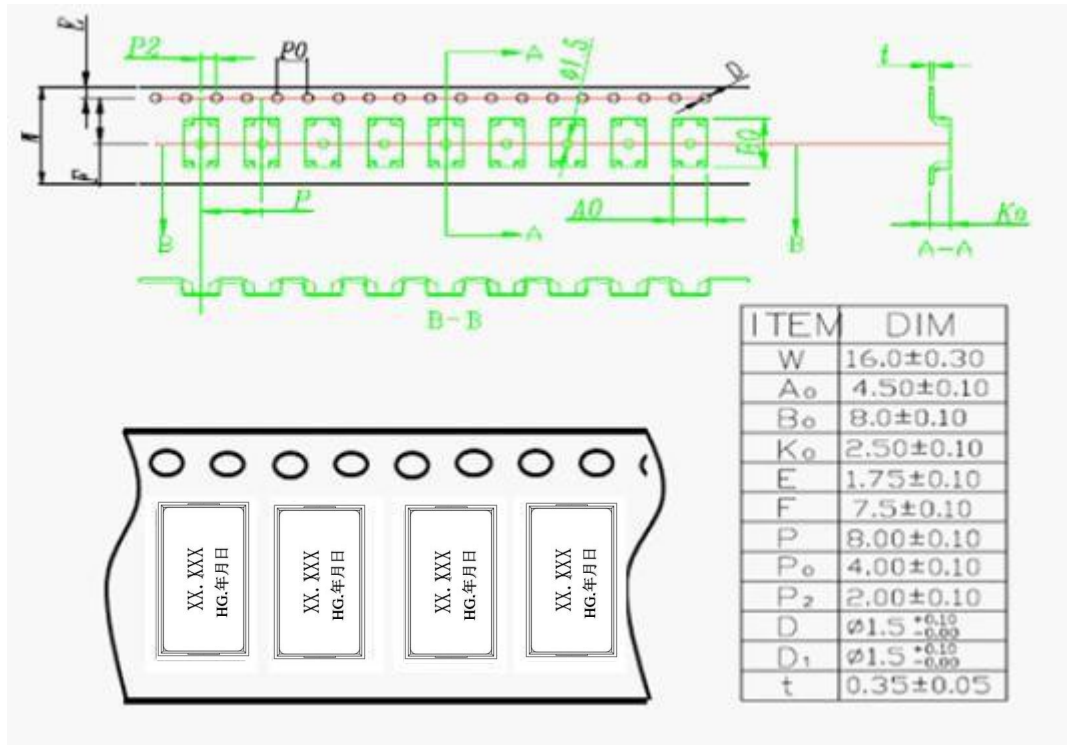 E
P2
P0
A
Ø1.5
D
t
W
F
B0
P
A0
A
B
B
K0
A-A
B-B
ITEM DIM
W 16.0±0.30
A0 4.50±0.10
B0 8.0±0.10
K0 2.50±0.10
E 1.75±0.10
F 7.5±0.10
P 8.00±0.10
P0 4.00±0.10
P2 2.00±0.10
D Ø1.5 +0.10 -0.00
D1 Ø1.5 +0.10 -0.00
t 0.35±0.05
XX. XXX
HG.年月日
XX. XXX
HG.年月日
XX. XXX
HG.年月日
XX. XXX
HG.年月日